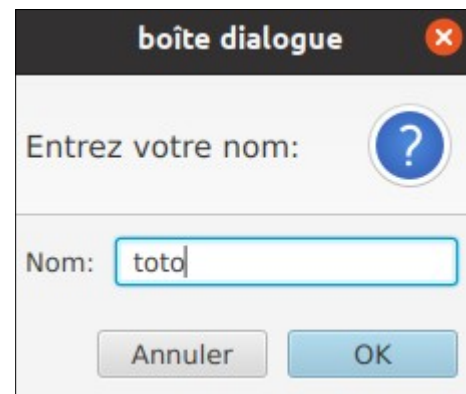 boîte dialogue
Entrez votre nom:
?
Nom: toto
Annuler OK